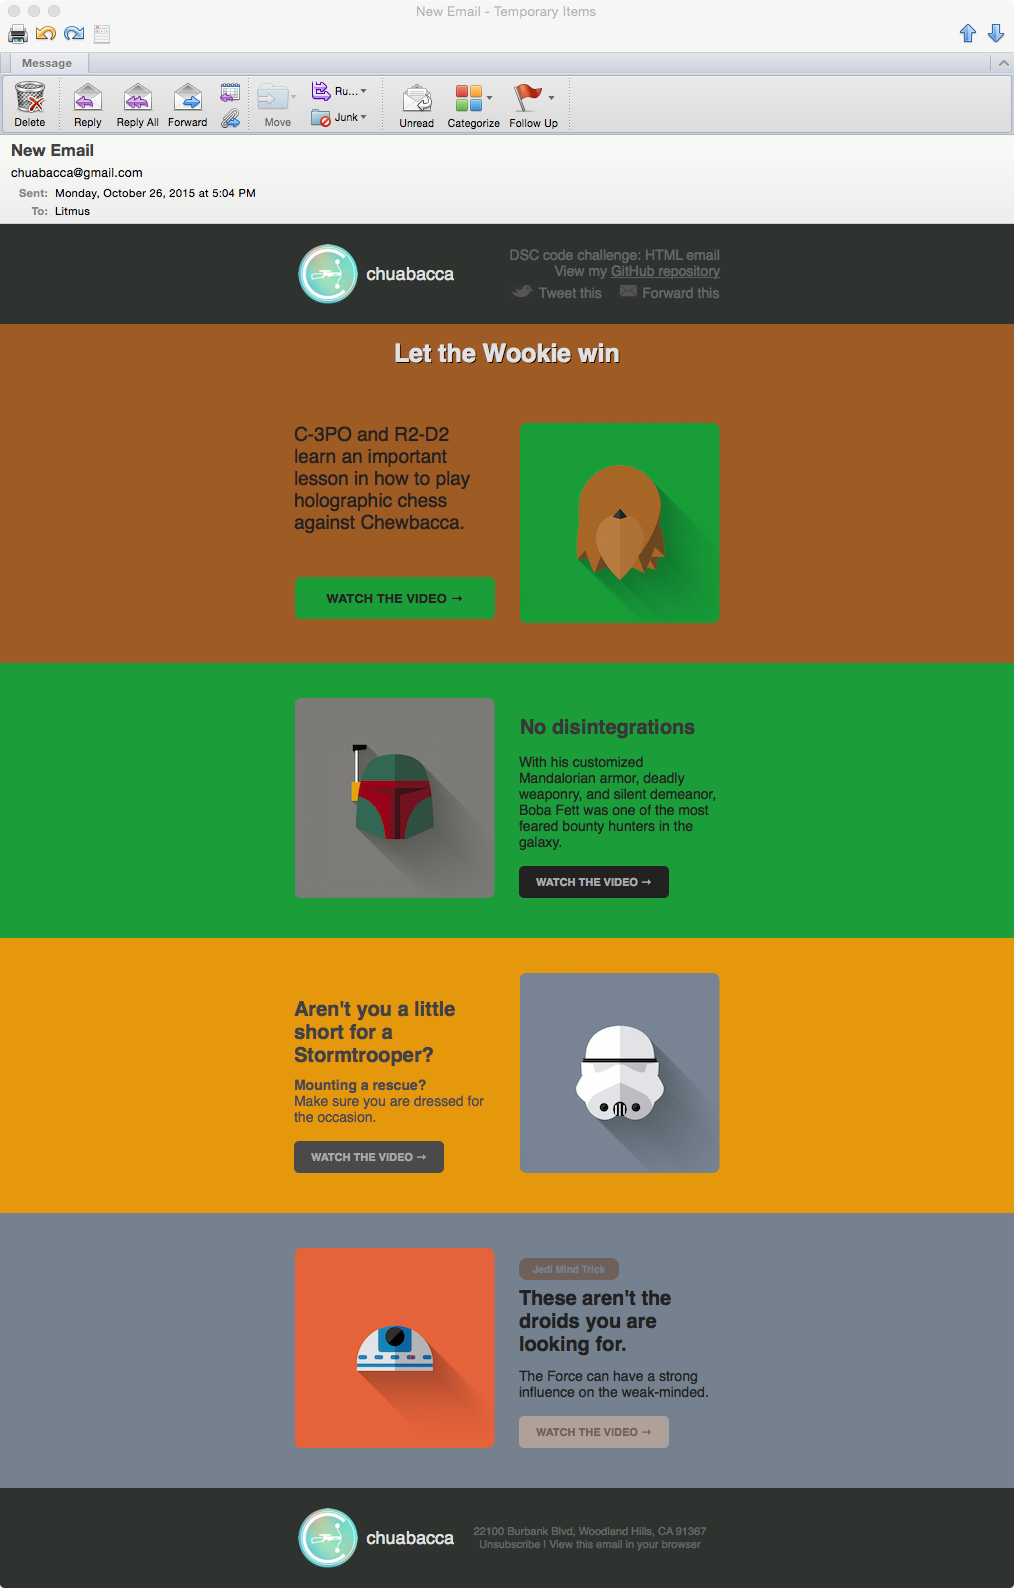 New Email - Temporary Items
Message
Delete
Reply
Reply All
Forward
Move
Ru...
Junk
Unread
Categorize
Follow Up
New Email
chuabacca@gmail.com
Sent: Monday, October 26, 2015 at 5:04 PM
To: Litmus
chuabacca
DSC code challenge: HTML email
View my GitHub repository
Tweet this Forward this
Let the Wookie win
C-3PO and R2-D2
learn an important
lesson in how to play
holographic chess
against Chewbacca.
WATCH THE VIDEO →
No disintegrations
With his customized
Mandalorian armor, deadly
weaponry, and silent demeanor,
Boba Fett was one of the most
feared bounty hunters in the
galaxy.
WATCH THE VIDEO →
Aren't you a little
short for a
Stormtrooper?
Mounting a rescue?
Make sure you are dressed for
the occasion.
WATCH THE VIDEO →
Jedi Mind Trick
These aren't the
droids you are
looking for.
The Force can have a strong
influence on the weak-minded.
WATCH THE VIDEO →
chuabacca
22100 Burbank Blvd, Woodland Hills, CA 91367
Unsubscribe | View this email in your browser